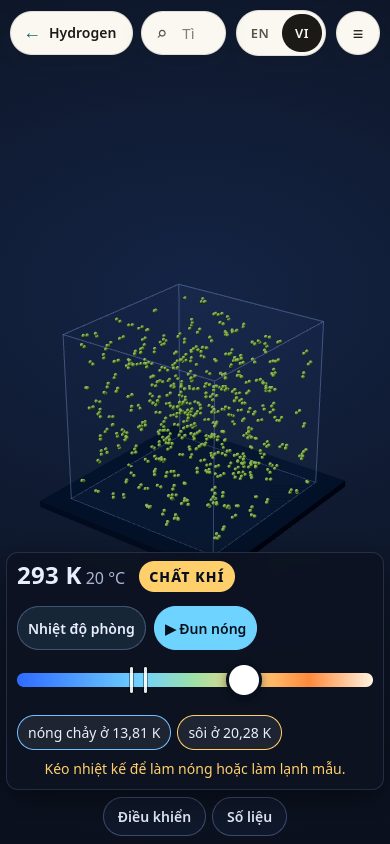 ← Hydrogen
Tì
EN
VI
≡
293 K 20 °C
CHẤT KHÍ
Nhiệt độ phòng
▶ Đun nóng
nóng chảy ở 13,81 K
sôi ở 20,28 K
Kéo nhiệt kế để làm nóng hoặc làm lạnh mẫu.
Điều khiển
Số liệu